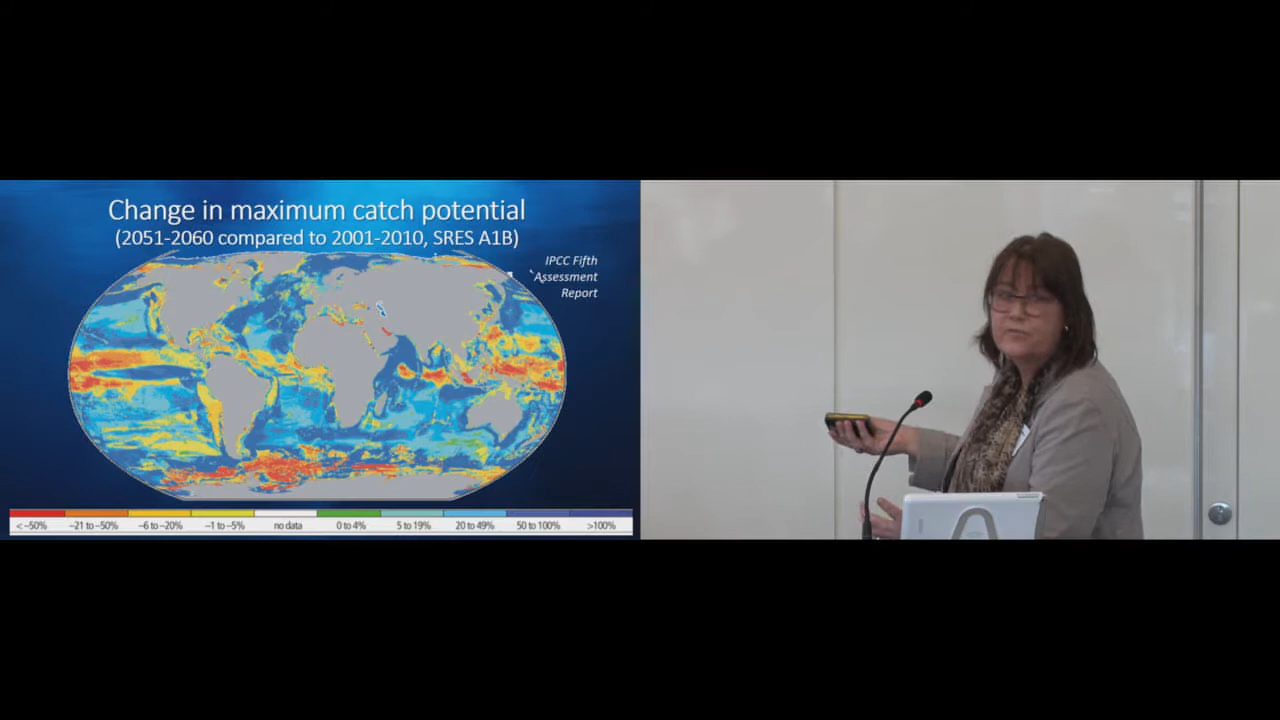 Change in maximum catch potential
(2051-2060 compared to 2001-2010, SRES A1B)
IPCC Fifth
Assessment
Report
<-50%
-21 to -50%
-6 to -20%
-1 to -5%
no data
0 to 4%
5 to 19%
20 to 49%
50 to 100%
>100%